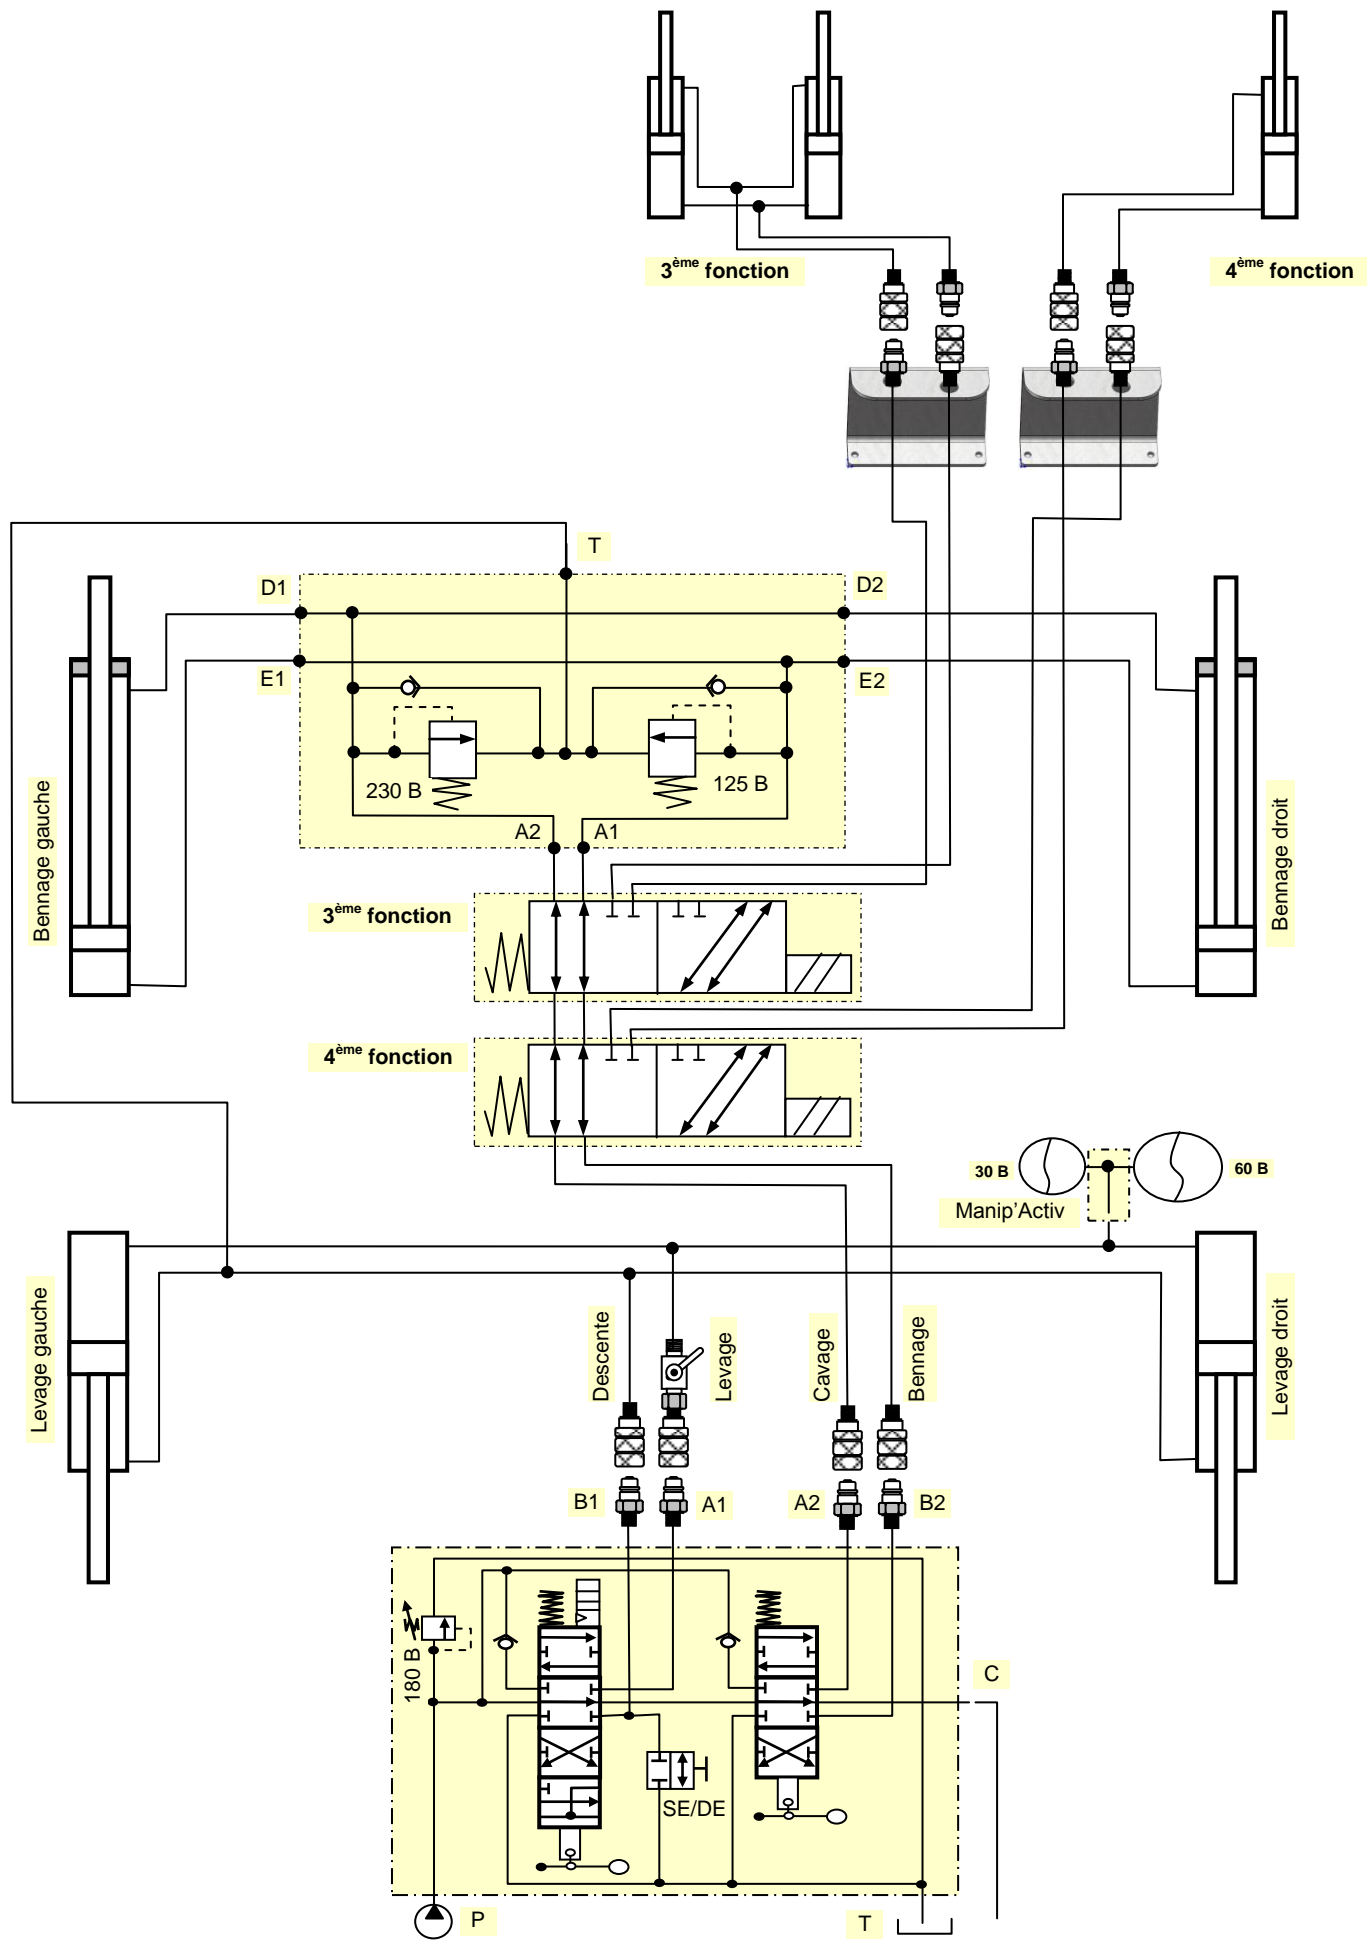 3ème fonction
4ème fonction
T
D1
D2
E1
E2
230 B
125 B
A2
A1
Bennage gauche
Bennage droit
3ème fonction
4ème fonction
30 B
60 B
Manip'Activ
Levage gauche
Descente
Levage
Cavage
Bennage
Levage droit
B1
A1
A2
B2
180 B
C
SE/DE
P
T